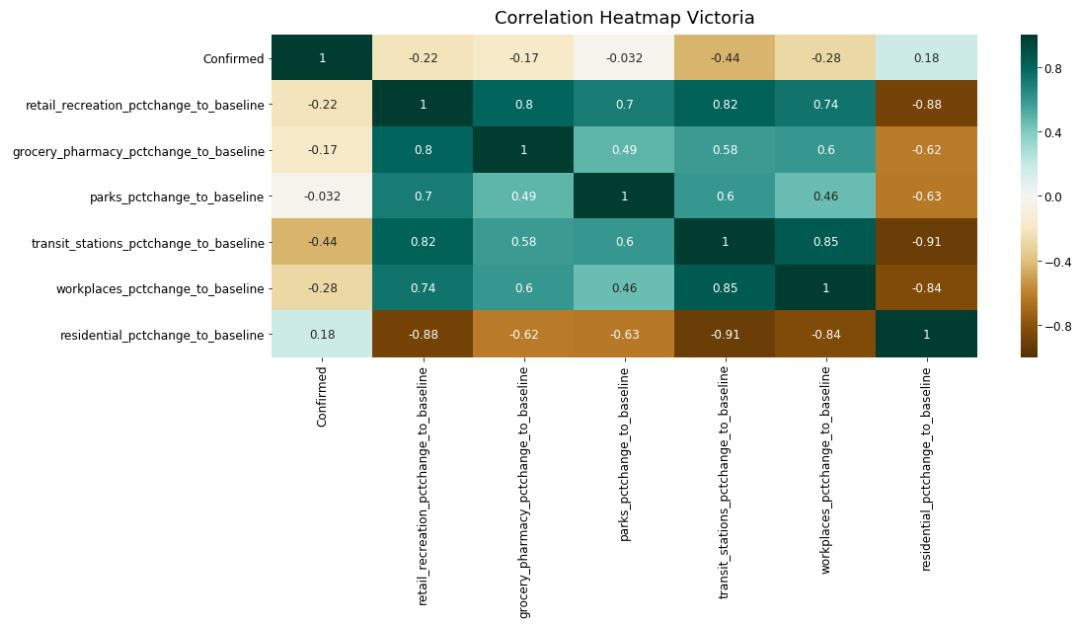 Correlation Heatmap Victoria
Confirmed 1 -0.22 -0.17 -0.032 -0.44 -0.28 0.18
retail_recreation_pctchange_to_baseline -0.22 1 0.8 0.7 0.82 0.74 -0.88
grocery_pharmacy_pctchange_to_baseline -0.17 0.8 1 0.49 0.58 0.6 -0.62
parks_pctchange_to_baseline -0.032 0.7 0.49 1 0.6 0.46 -0.63
transit_stations_pctchange_to_baseline -0.44 0.82 0.58 0.6 1 0.85 -0.91
workplaces_pctchange_to_baseline -0.28 0.74 0.6 0.46 0.85 1 -0.84
residential_pctchange_to_baseline 0.18 -0.88 -0.62 -0.63 -0.91 -0.84 1
Confirmed
retail_recreation_pctchange_to_baseline
grocery_pharmacy_pctchange_to_baseline
parks_pctchange_to_baseline
transit_stations_pctchange_to_baseline
workplaces_pctchange_to_baseline
residential_pctchange_to_baseline
0.8
0.4
0.0
−0.4
−0.8